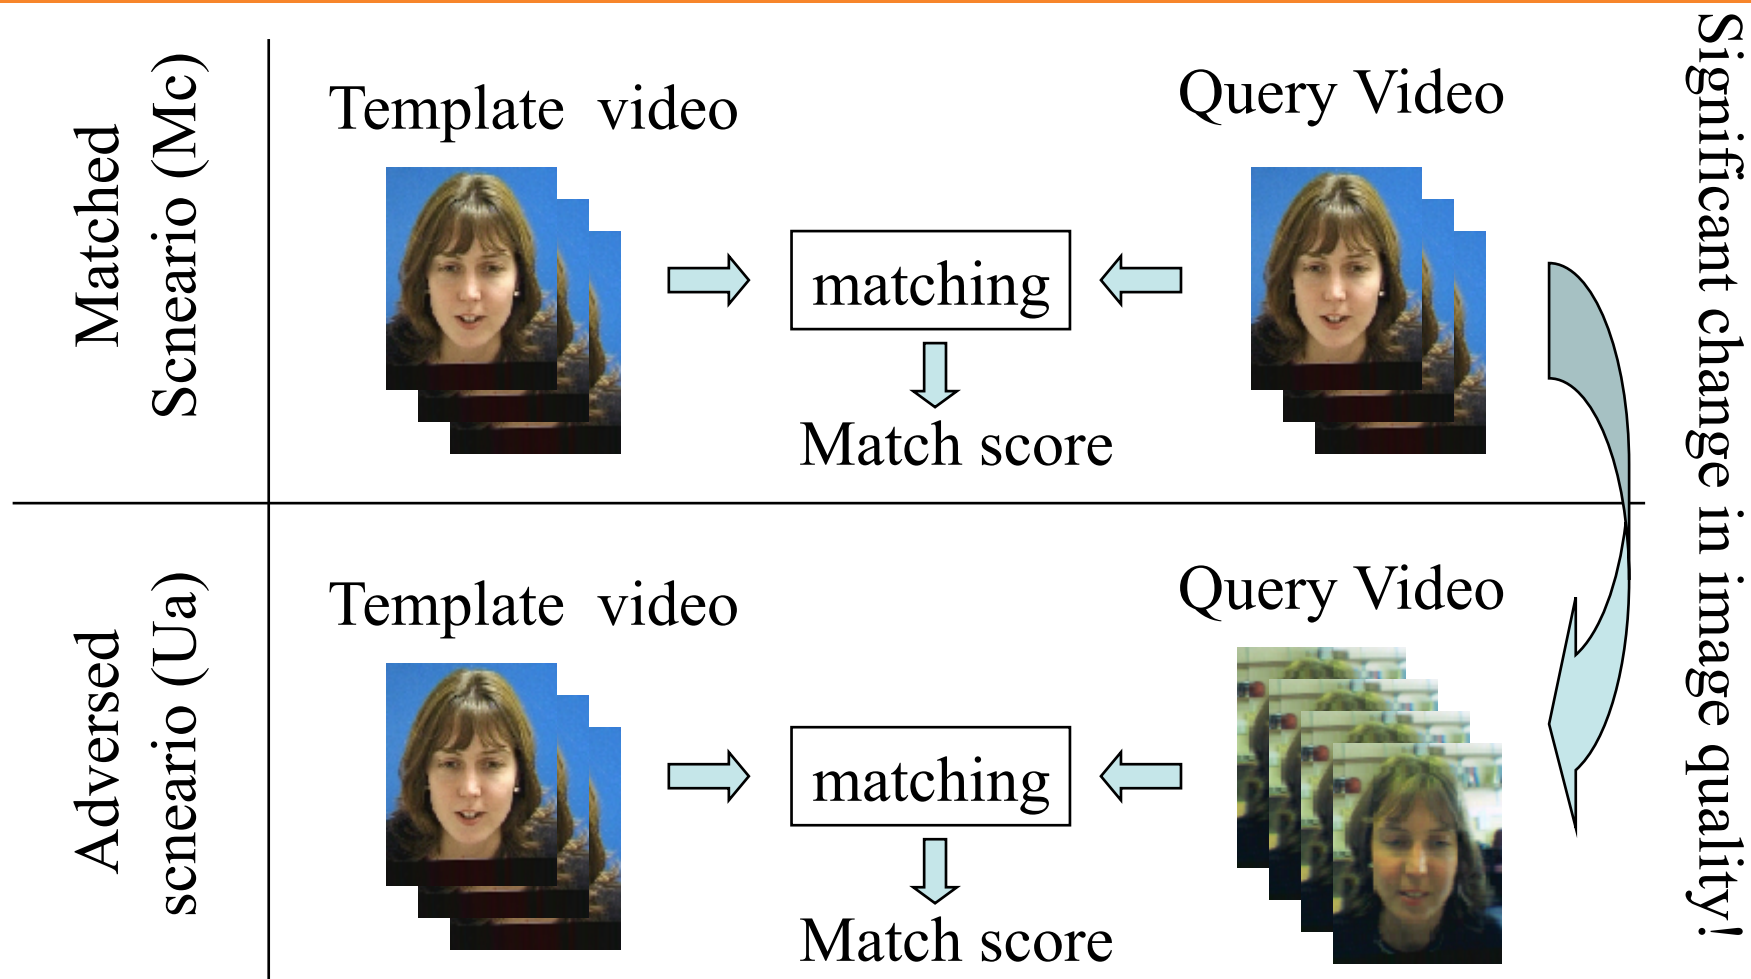 Matched
Scneario (Mc)
Template video
Query Video
matching
Match score
Adversed
scneario (Ua)
Template video
Query Video
matching
Match score
Significant change in image quality!